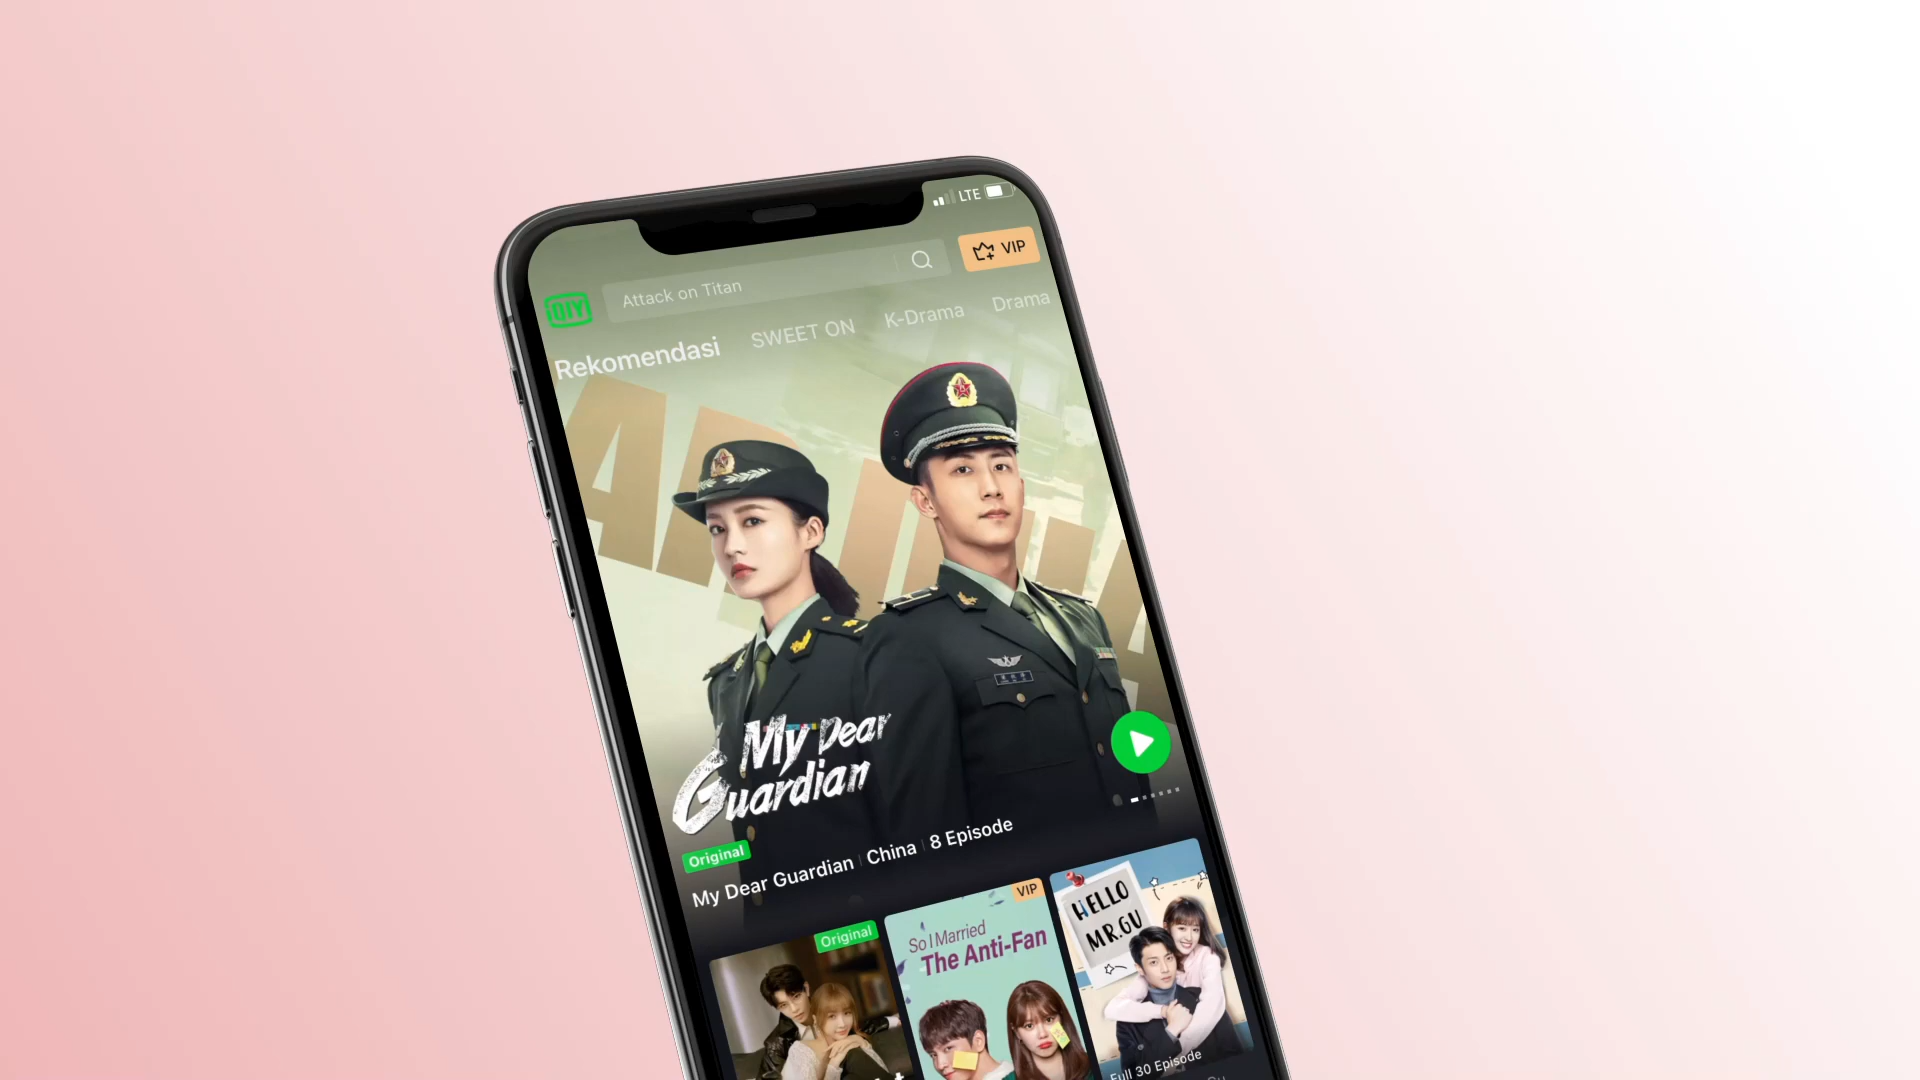 LTE
VIP
Attack on Titan
QIY
Rekomendasi
SWEET ON
K-Drama
Drama
My Dear
Guardian
Original
My Dear Guardian
China
8 Episode
Original
VIP
So I Married
The Anti-Fan
HELLO
MR.GU
Full 30 Episode